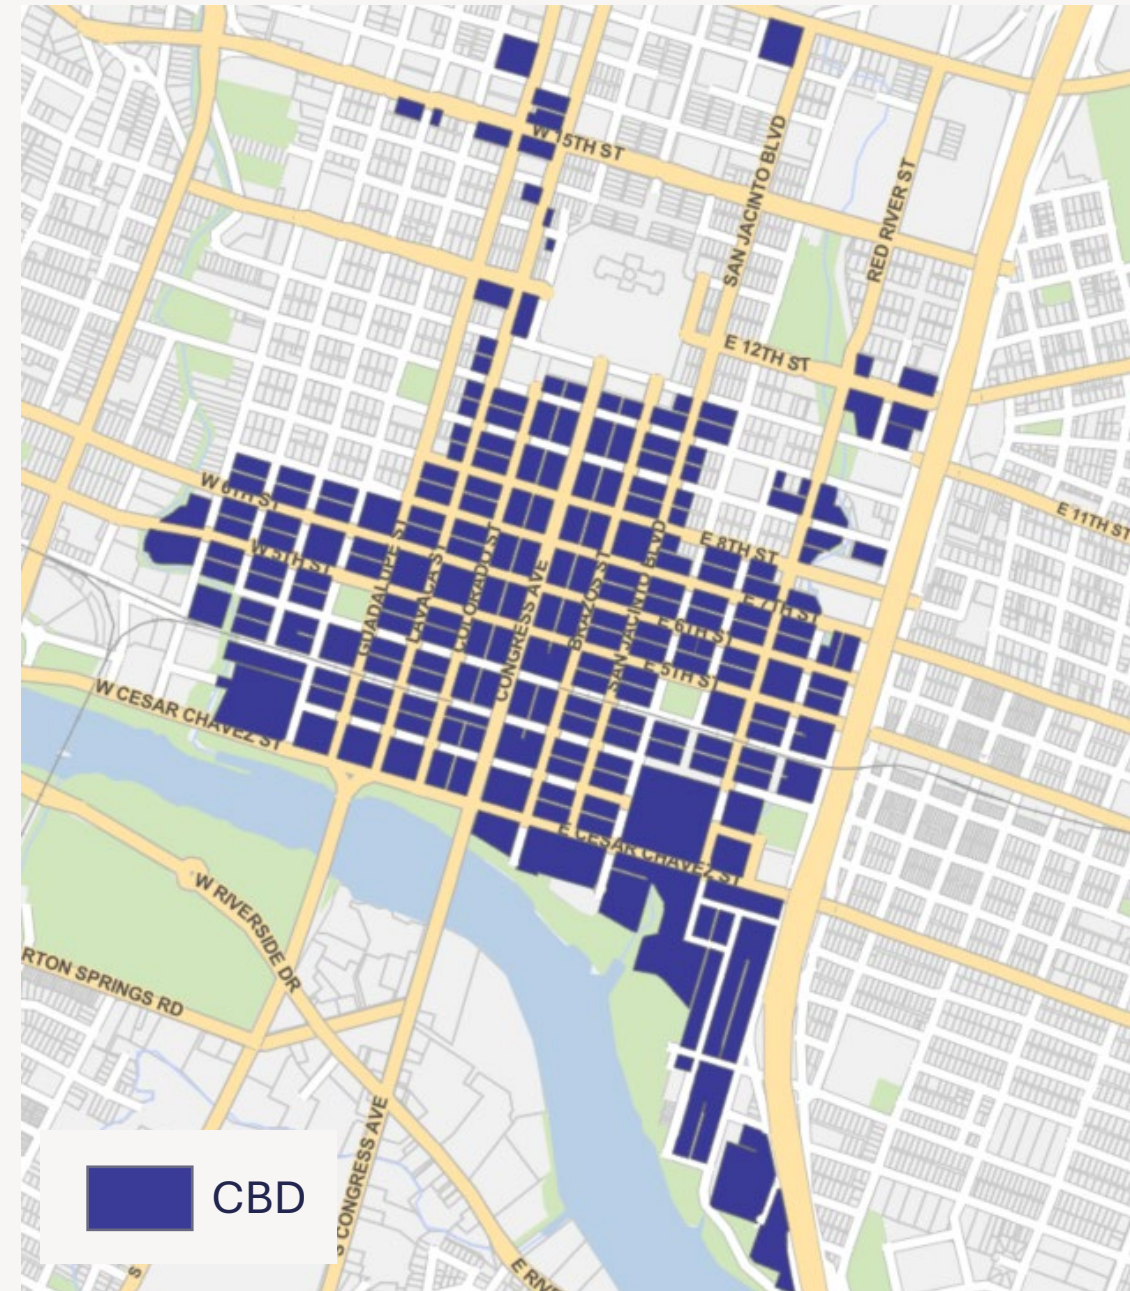 W 15TH ST
SAN JACINTO BLVD
RED RIVER ST
E 12TH ST
E 11TH ST
W 6TH ST
W 5TH ST
GUADALUPE ST
LAVACA ST
COLORADO ST
CONGRESS AVE
BRAZOS ST
SAN JACINTO BLVD
E 8TH ST
E 7TH ST
E 6TH ST
E 5TH ST
W CESAR CHAVEZ ST
E CESAR CHAVEZ ST
W RIVERSIDE DR
RTON SPRINGS RD
S CONGRESS AVE
E RIV
S
CBD